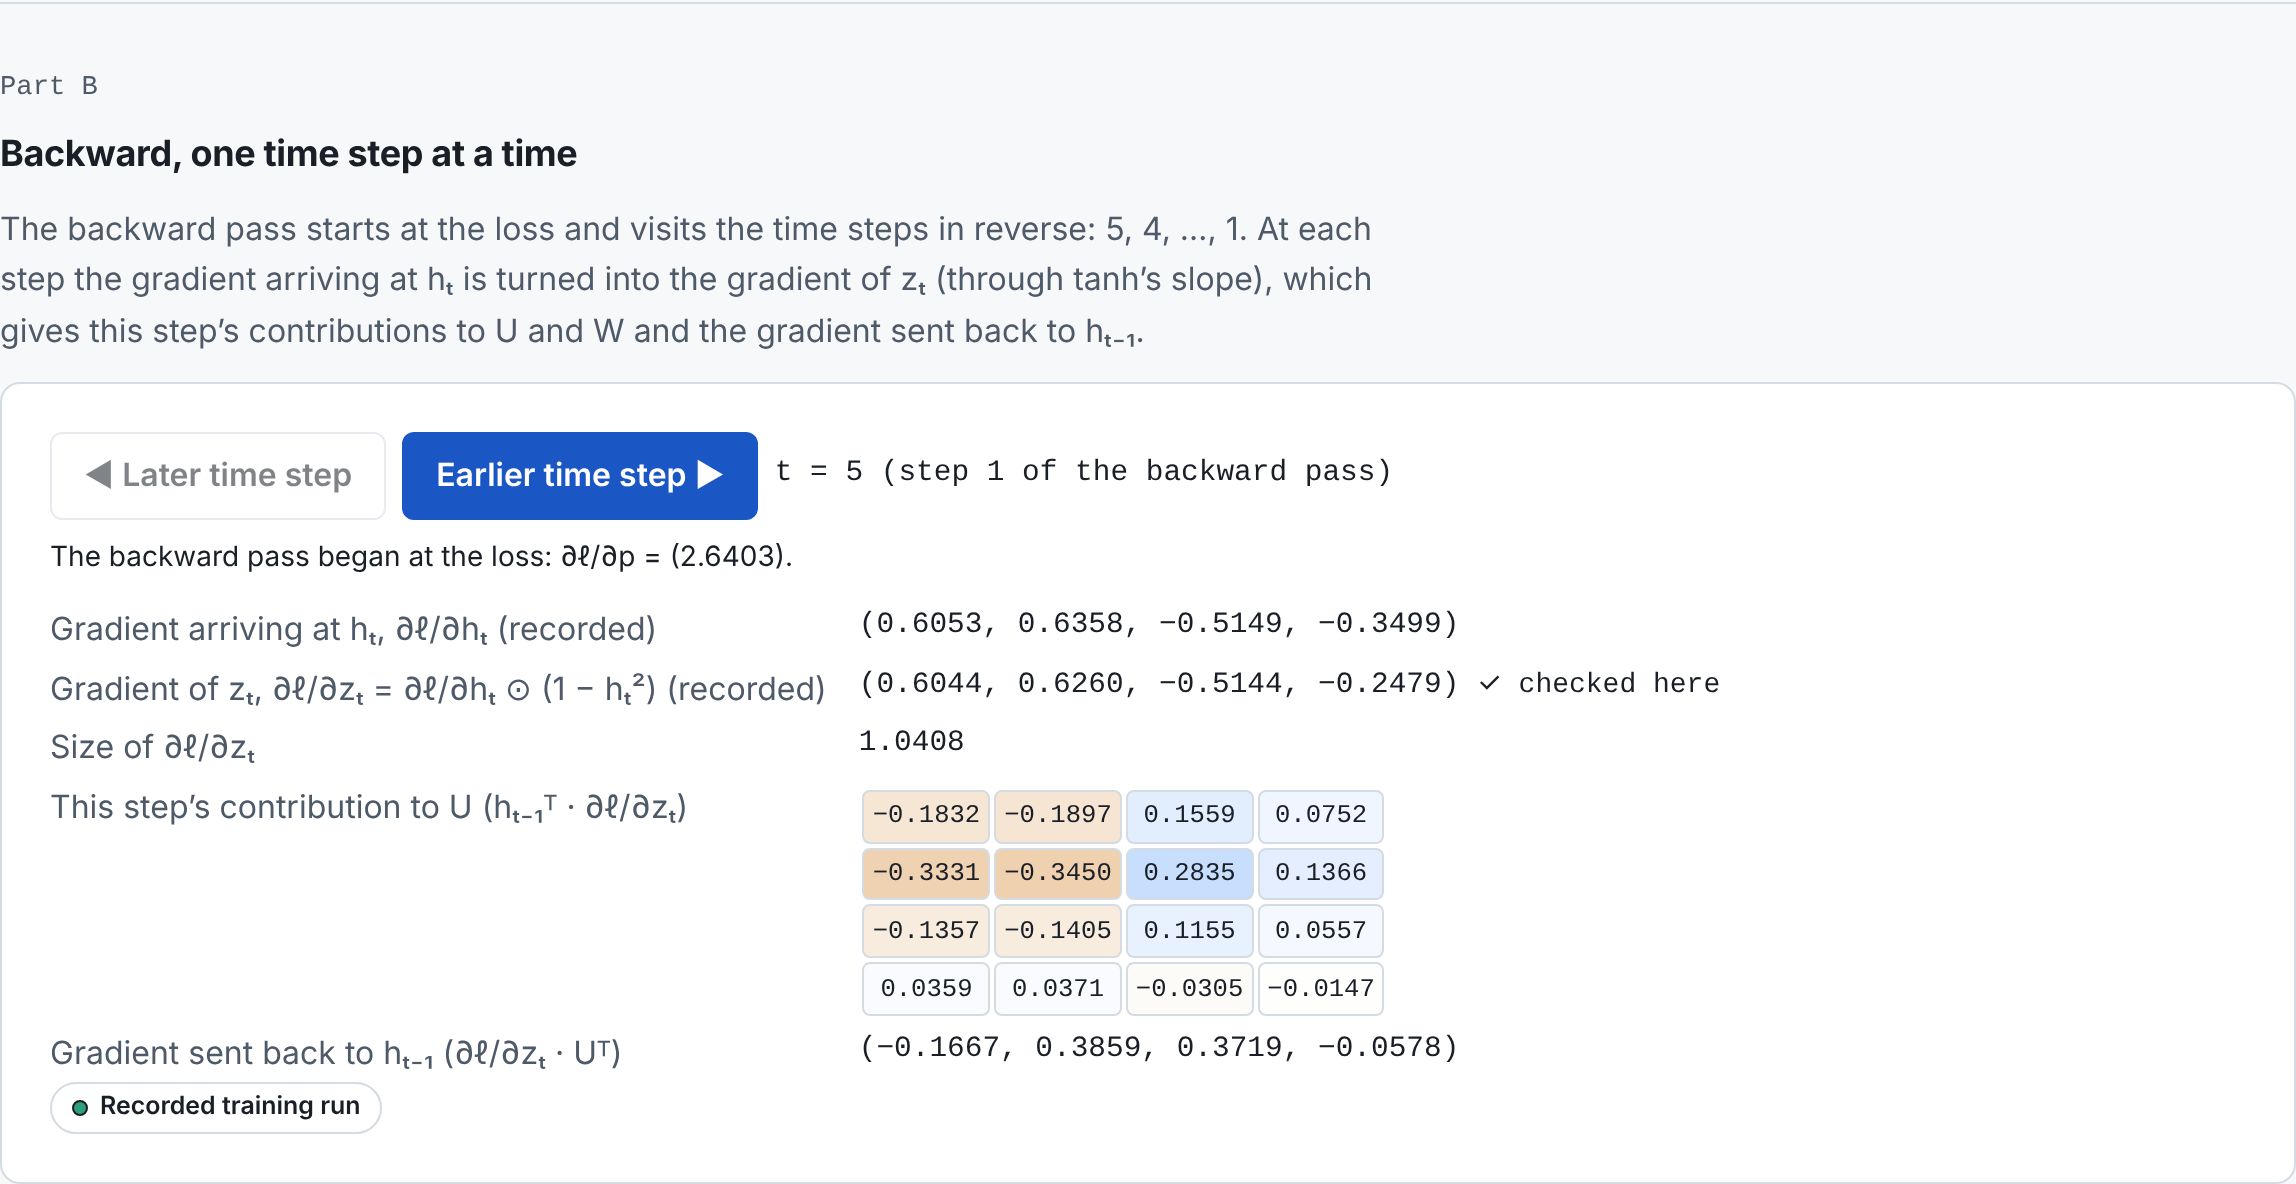 Part B
Backward, one time step at a time
The backward pass starts at the loss and visits the time steps in reverse: 5, 4, …, 1. At each
step the gradient arriving at hₜ is turned into the gradient of zₜ (through tanh’s slope), which
gives this step’s contributions to U and W and the gradient sent back to hₜ₋₁.
◀ Later time step Earlier time step ▶ t = 5 (step 1 of the backward pass)
The backward pass began at the loss: ∂ℓ/∂p = (2.6403).
Gradient arriving at hₜ, ∂ℓ/∂hₜ (recorded) (0.6053, 0.6358, −0.5149, −0.3499)
Gradient of zₜ, ∂ℓ/∂zₜ = ∂ℓ/∂hₜ ⊙ (1 − hₜ²) (recorded) (0.6044, 0.6260, −0.5144, −0.2479) ✓ checked here
Size of ∂ℓ/∂zₜ 1.0408
This step’s contribution to U (hₜ₋₁ᵀ · ∂ℓ/∂zₜ) −0.1832 −0.1897 0.1559 0.0752
−0.3331 −0.3450 0.2835 0.1366
−0.1357 −0.1405 0.1155 0.0557
0.0359 0.0371 −0.0305 −0.0147
Gradient sent back to hₜ₋₁ (∂ℓ/∂zₜ · Uᵀ) (−0.1667, 0.3859, 0.3719, −0.0578)
Recorded training run